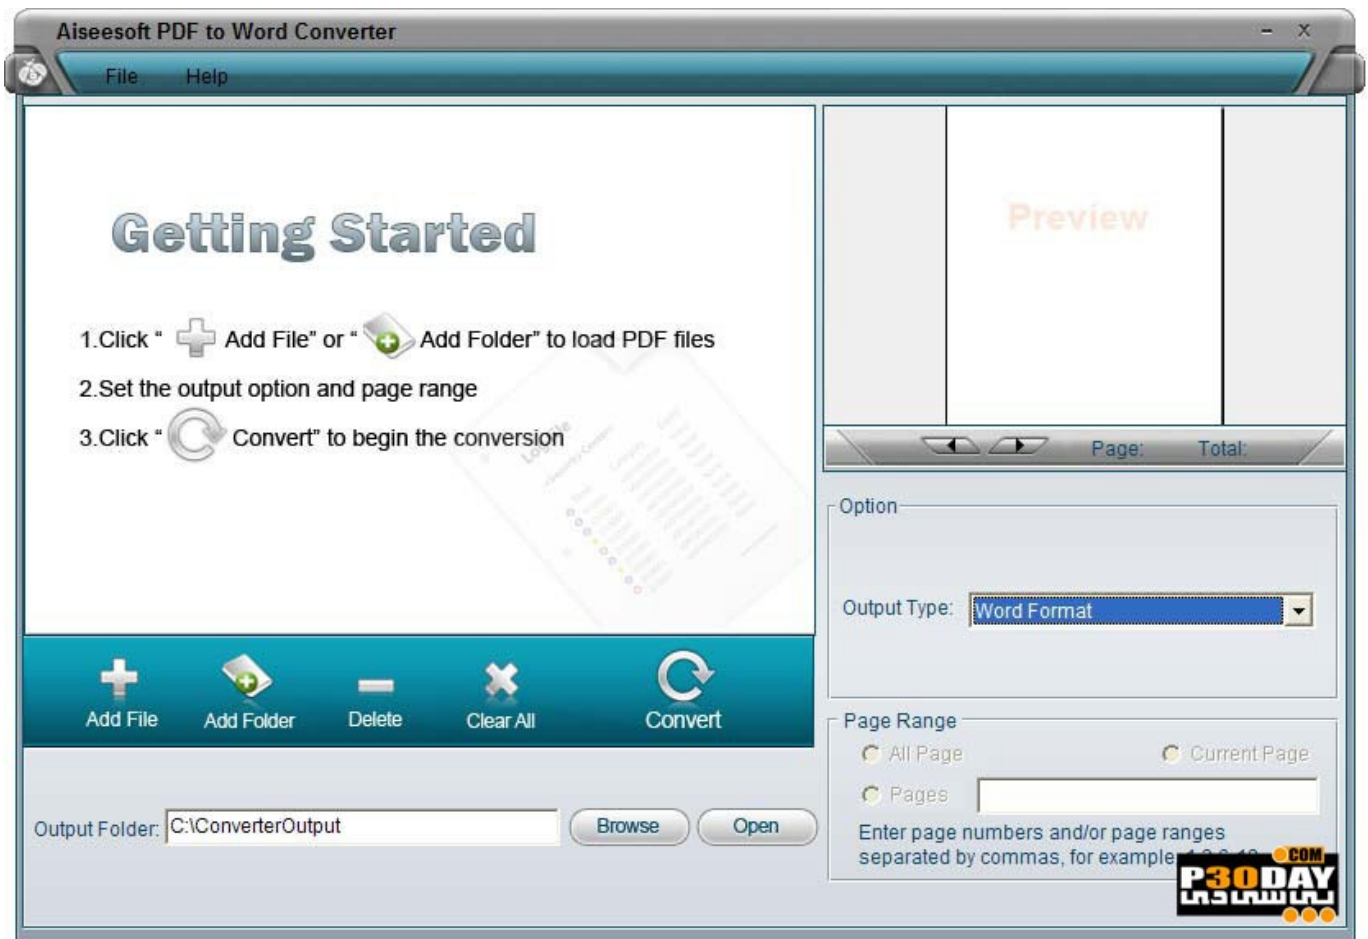 Aiseesoft PDF to Word Converter
File Help
Getting Started
1.Click “ Add File” or “ Add Folder” to load PDF files
2.Set the output option and page range
3.Click “ Convert” to begin the conversion
Add File Add Folder Delete Clear All Convert
Output Folder: C:\ConverterOutput Browse Open
Preview
Page: Total:
Option
Output Type: Word Format
Page Range
All Page Current Page
Pages
Enter page numbers and/or page ranges
separated by commas, for example
.COM
P30DAY